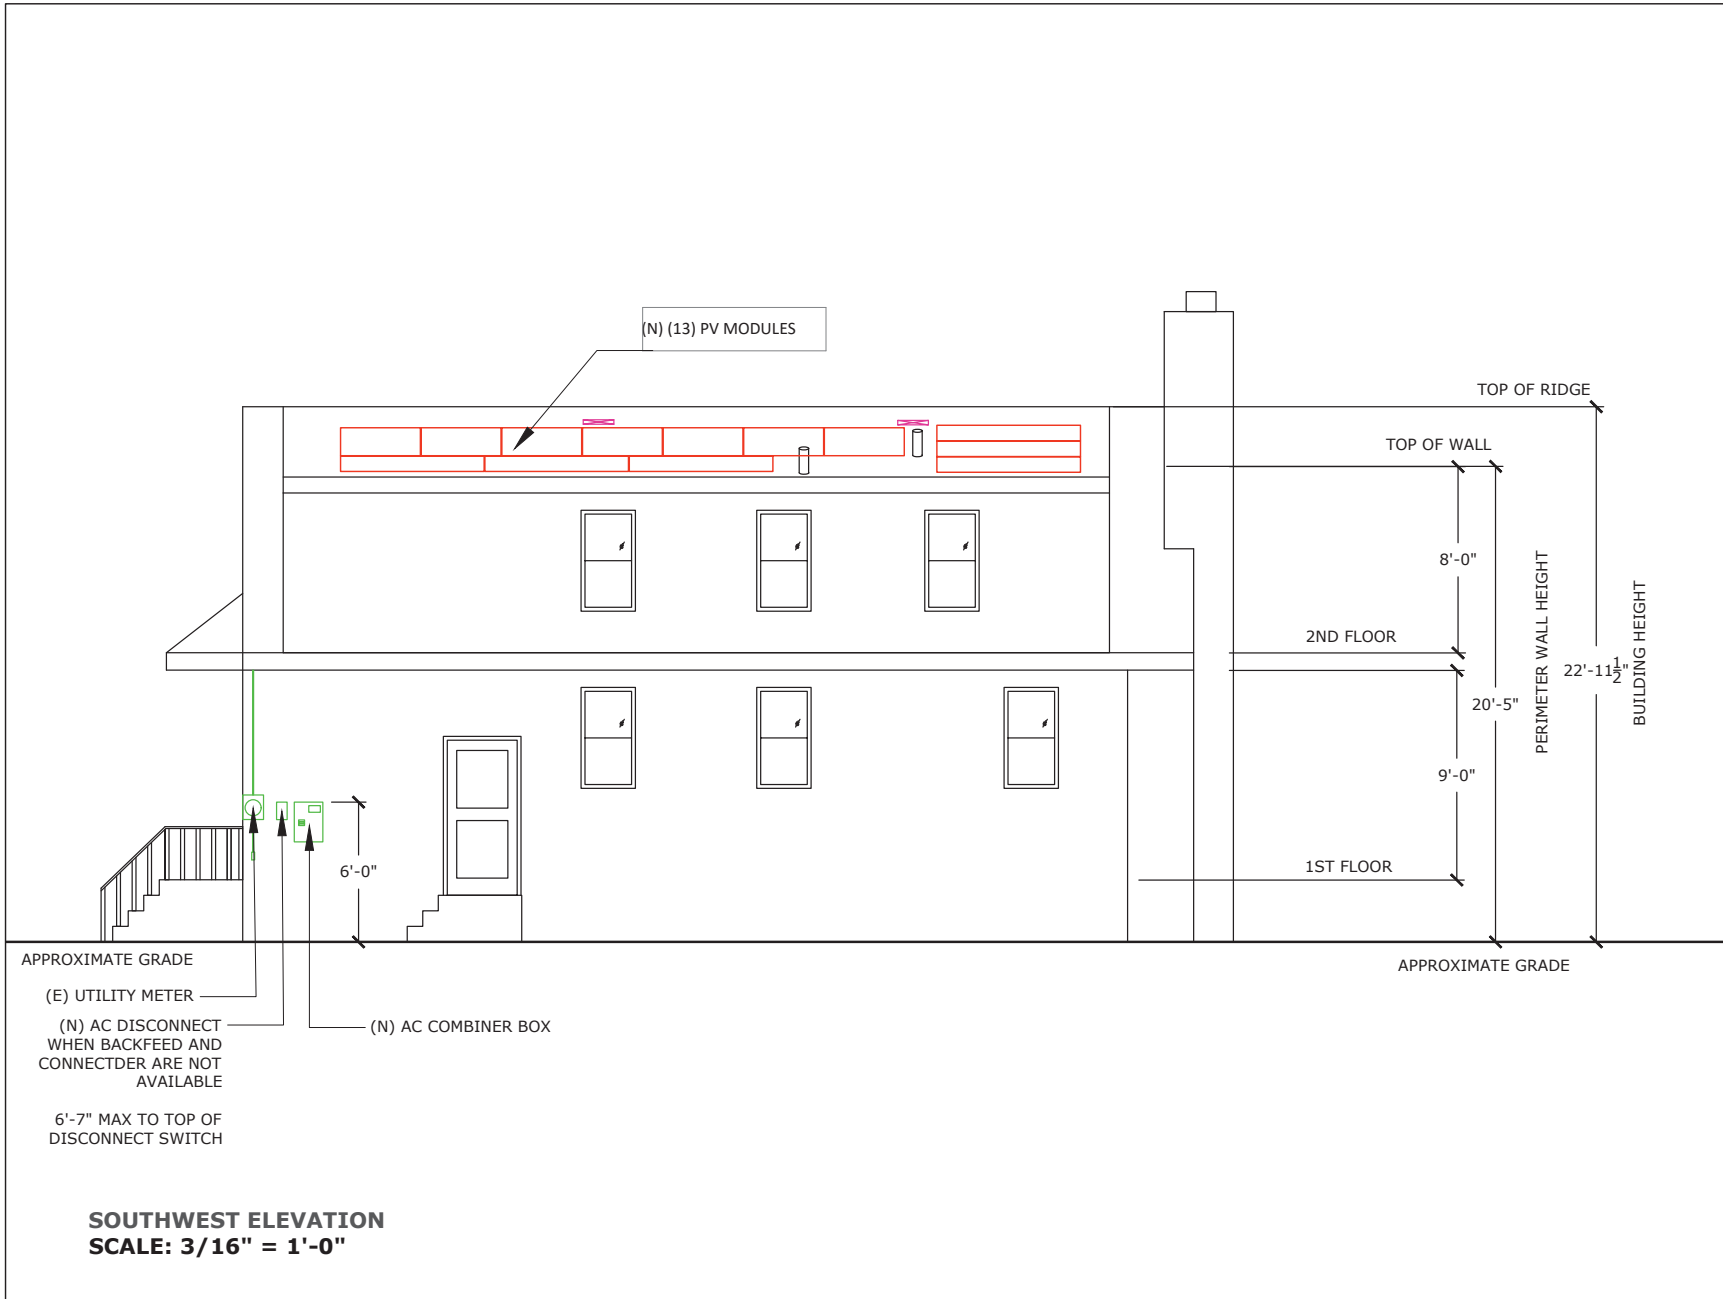 (N) (13) PV MODULES
TOP OF RIDGE
TOP OF WALL
8'-0"
PERIMETER WALL HEIGHT
BUILDING HEIGHT
2ND FLOOR
22'-11 1/2"
20'-5"
9'-0"
1ST FLOOR
6'-0"
APPROXIMATE GRADE
APPROXIMATE GRADE
(E) UTILITY METER
(N) AC DISCONNECT
WHEN BACKFEED AND
CONNECTDER ARE NOT
AVAILABLE
6'-7" MAX TO TOP OF
DISCONNECT SWITCH
(N) AC COMBINER BOX
SOUTHWEST ELEVATION
SCALE: 3/16" = 1'-0"